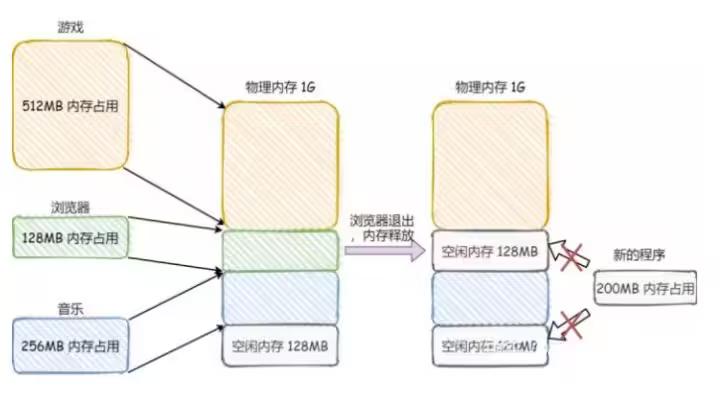 游戏
512MB 内存占用
浏览器
128MB 内存占用
音乐
256MB 内存占用
物理内存 1G
空闲内存 128MB
浏览器退出
，内存释放
物理内存 1G
空闲内存 128MB
空闲内存 128MB
新的程序
200MB 内存占用